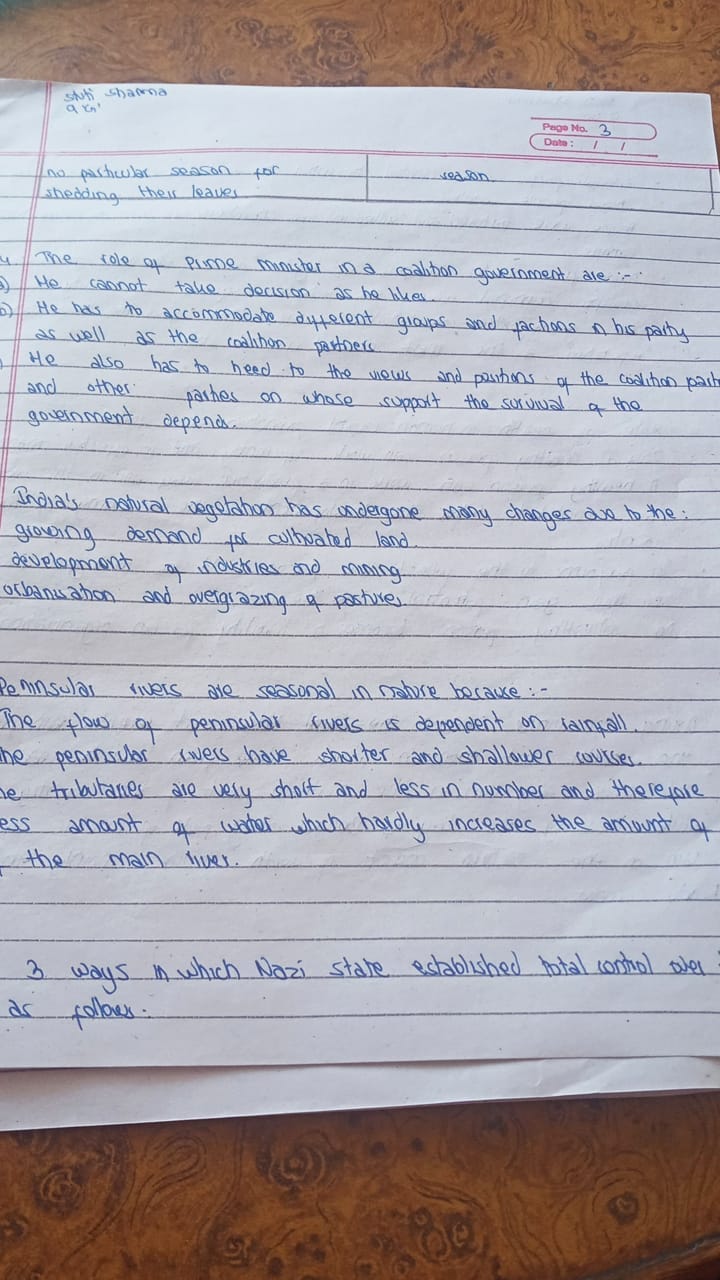 Stuti Sharma
9th
Page No. 3
Date: / /
no particular season for
shedding their leaves
season
The role of Prime minister in a coalition government are :-
He cannot take decision as he likes.
b) He has to accommodate different groups and factions in his party
as well as the coalition partners
He also has to heed to the views and positions of the coalition part
and other parties on whose support the survival of the
government depends.
India's natural vegetation has undergone many changes due to the :
growing demand for cultivated land
development of industries and mining
urbanisation and overgrazing of pastures
Peninsular rivers are seasonal in nature because :-
The flow of peninsular rivers is dependent on rainfall.
he peninsular rivers have shorter and shallower courses.
e tributaries are very short and less in number and therefore
ess amount of water which hardly increases the amount of
the main river.
3 ways in which Nazi state established total control over
as follows.